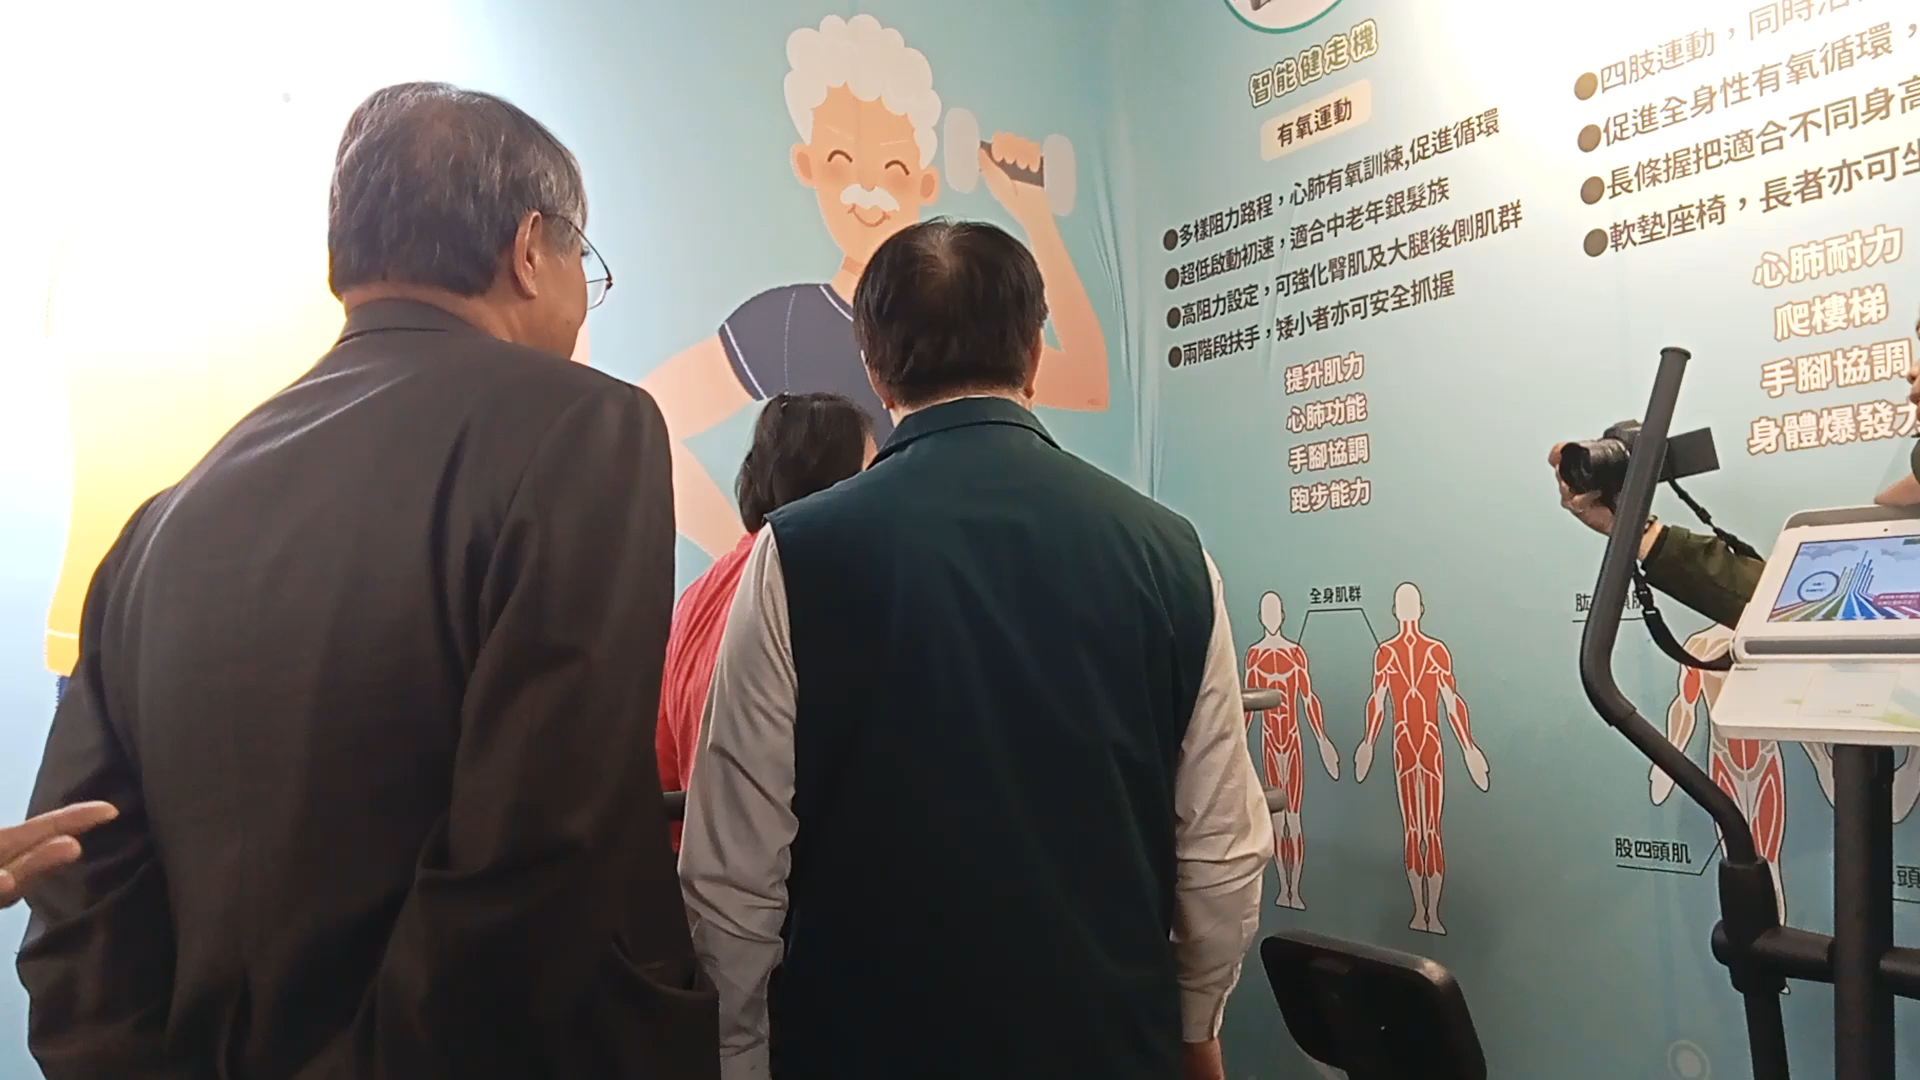 智能健走機
有氧運動
●多樣阻力路程，心肺有氧訓練,促進循環
●超低啟動初速，適合中老年銀髮族
●高阻力設定，可強化臀肌及大腿後側肌群
●兩階段扶手，矮小者亦可安全抓握
提升肌力
心肺功能
手腳協調
跑步能力
全身肌群
●四肢運動，同時活
●促進全身性有氧循環，
●長條握把適合不同身高
●軟墊座椅，長者亦可坐
心肺耐力
爬樓梯
手腳協調
身體爆發力
肱
頭肌
股四頭肌
頭